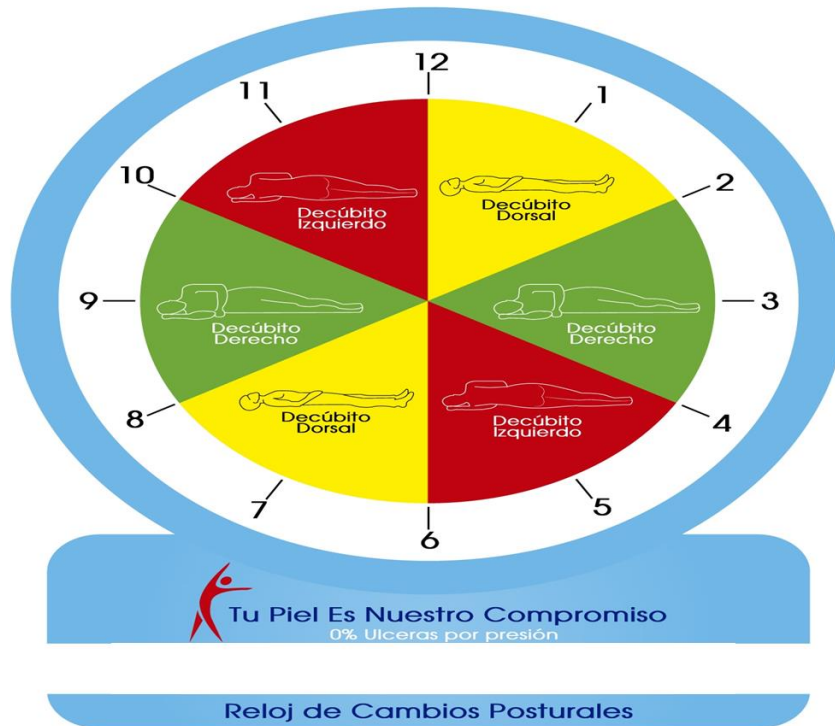 12
11
1
10
2
Decúbito
Izquierdo
Decúbito
Dorsal
9
3
Decúbito
Derecho
Decúbito
Derecho
8
4
Decúbito
Dorsal
Decúbito
Izquierdo
7
5
6
Tu Piel Es Nuestro Compromiso
0% Ulceras por presión
Reloj de Cambios Posturales